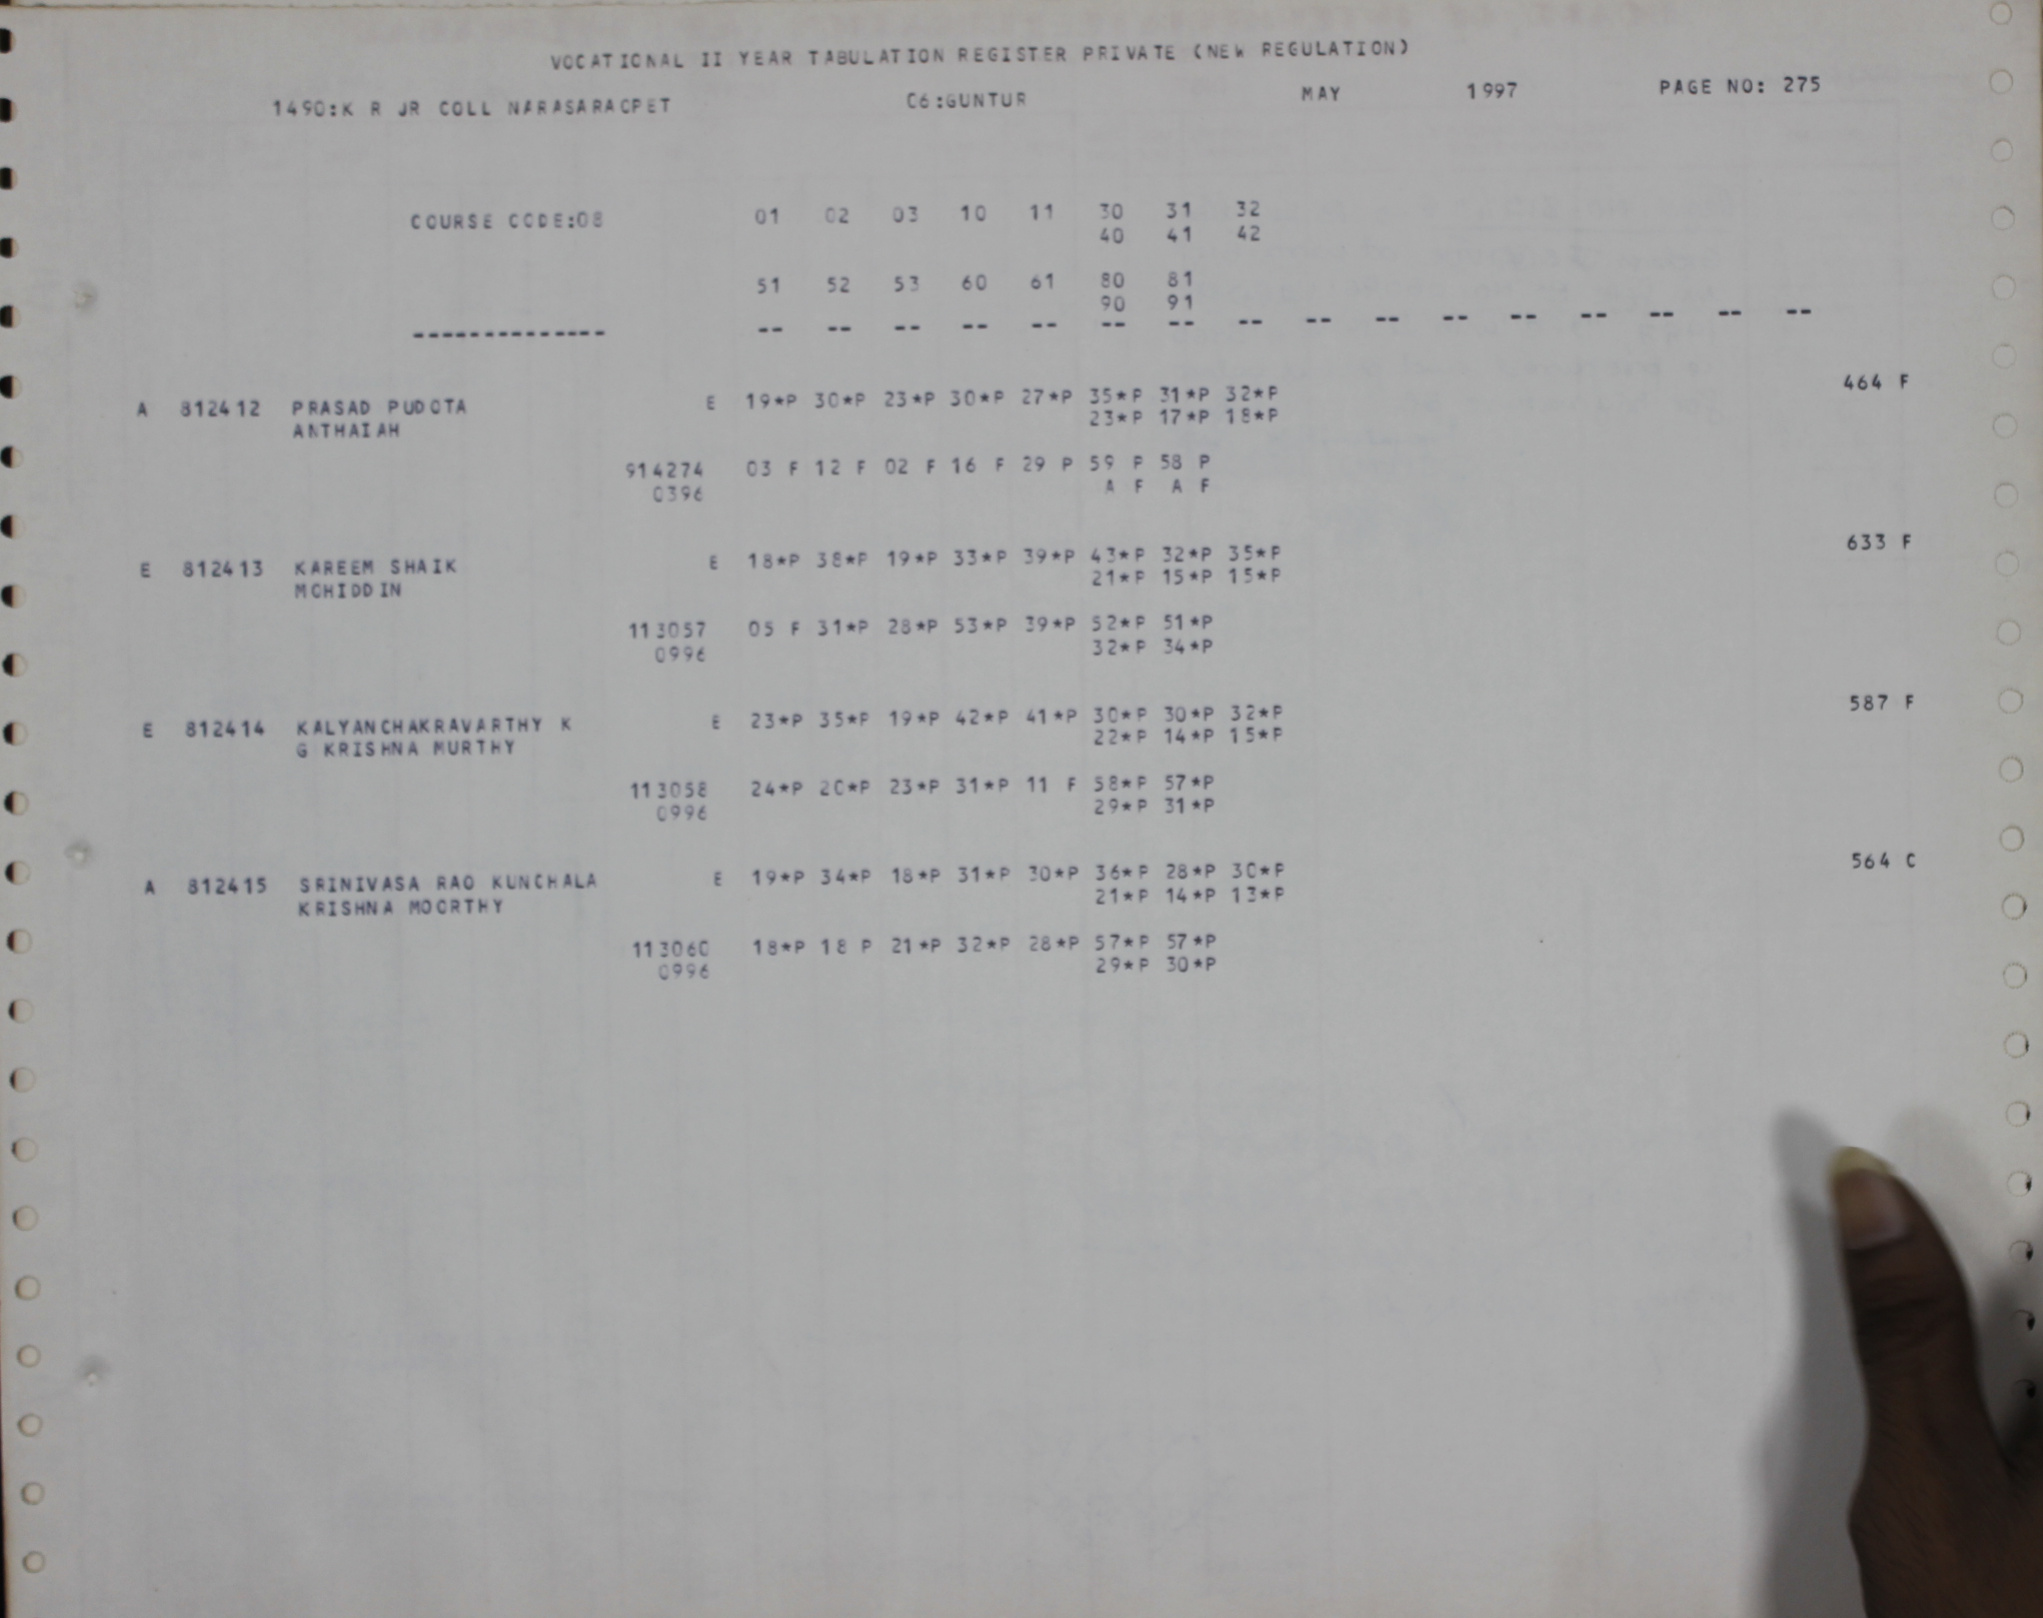 VOCATIONAL II YEAR TABULATION REGISTER PRIVATE (NEW REGULATION)
1490:K R JR COLL NARASARAOPET 06:GUNTUR MAY 1997 PAGE NO: 275
COURSE CODE:08 01 02 03 10 11 30 31 32
40 41 42
51 52 53 60 61 80 81
90 91
-------------- -- -- -- -- -- -- -- -- -- -- -- -- -- -- -- --
A 812412 PRASAD PUDOTA E 19*P 30*P 23*P 30*P 27*P 35*P 31*P 32*P 464 F
ANTHAIAH 23*P 17*P 18*P
914274 03 F 12 F 02 F 16 F 29 P 59 P 58 P
0396 A F A F
E 812413 KAREEM SHAIK E 18*P 38*P 19*P 33*P 39*P 43*P 32*P 35*P 633 F
MOHIDDIN 21*P 15*P 15*P
113057 05 F 31*P 28*P 53*P 39*P 52*P 51*P
0996 32*P 34*P
E 812414 KALYANCHAKRAVARTHY K E 23*P 35*P 19*P 42*P 41*P 30*P 30*P 32*P 587 F
G KRISHNA MURTHY 22*P 14*P 15*P
113058 24*P 20*P 23*P 31*P 11 F 58*P 57*P
0996 29*P 31*P
A 812415 SRINIVASA RAO KUNCHALA E 19*P 34*P 18*P 31*P 30*P 36*P 28*P 30*P 564 C
KRISHNA MOORTHY 21*P 14*P 13*P
113060 18*P 18 P 21*P 32*P 28*P 57*P 57*P
0996 29*P 30*P